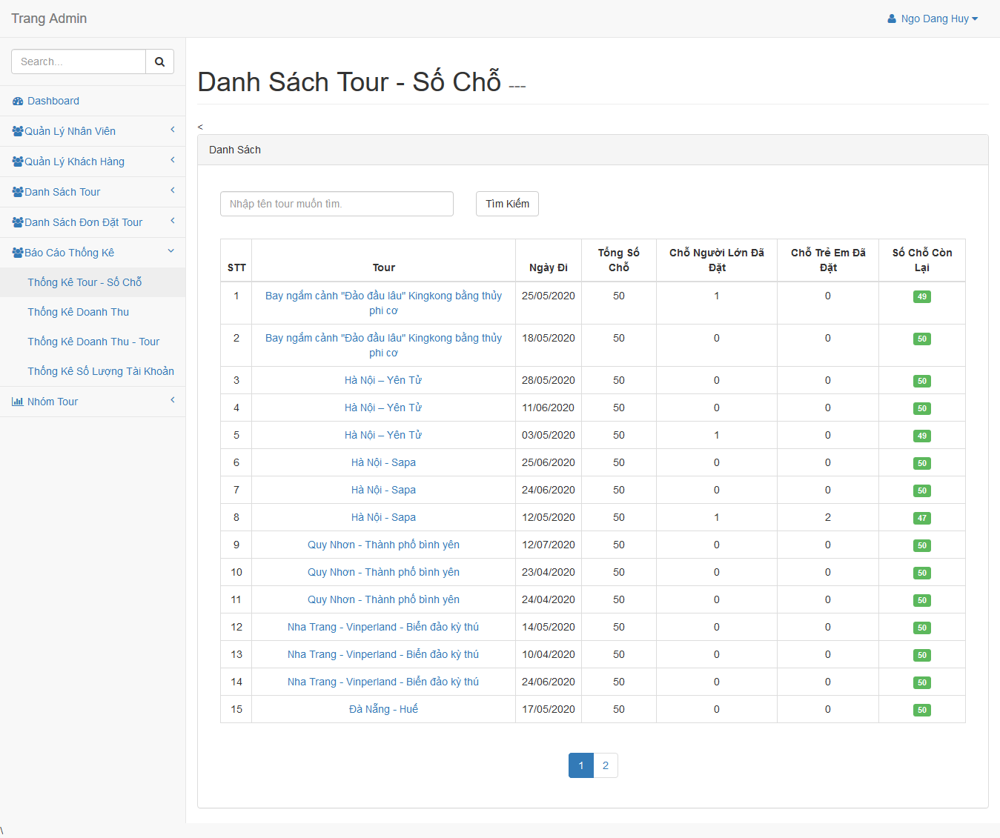 Trang Admin
Ngo Dang Huy
Search...
Dashboard
Quản Lý Nhân Viên
Quản Lý Khách Hàng
Danh Sách Tour
Danh Sách Đơn Đặt Tour
Báo Cáo Thống Kê
Thống Kê Tour - Số Chỗ
Thống Kê Doanh Thu
Thống Kê Doanh Thu - Tour
Thống Kê Số Lượng Tài Khoản
Nhóm Tour
Danh Sách Tour - Số Chỗ ---
<
Danh Sách
Nhập tên tour muốn tìm.
Tìm Kiếm
STT Tour Ngày Đi Tổng Số Chỗ Chỗ Người Lớn Đã Đặt Chỗ Trẻ Em Đã Đặt Số Chỗ Còn Lại
1 Bay ngắm cảnh "Đảo đầu lâu" Kingkong bằng thủy phi cơ 25/05/2020 50 1 0 49
2 Bay ngắm cảnh "Đảo đầu lâu" Kingkong bằng thủy phi cơ 18/05/2020 50 0 0 50
3 Hà Nội – Yên Tử 28/05/2020 50 0 0 50
4 Hà Nội – Yên Tử 11/06/2020 50 0 0 50
5 Hà Nội – Yên Tử 03/05/2020 50 1 0 49
6 Hà Nội - Sapa 25/06/2020 50 0 0 50
7 Hà Nội - Sapa 24/06/2020 50 0 0 50
8 Hà Nội - Sapa 12/05/2020 50 1 2 47
9 Quy Nhơn - Thành phố bình yên 12/07/2020 50 0 0 50
10 Quy Nhơn - Thành phố bình yên 23/04/2020 50 0 0 50
11 Quy Nhơn - Thành phố bình yên 24/04/2020 50 0 0 50
12 Nha Trang - Vinperland - Biển đảo kỳ thú 14/05/2020 50 0 0 50
13 Nha Trang - Vinperland - Biển đảo kỳ thú 10/04/2020 50 0 0 50
14 Nha Trang - Vinperland - Biển đảo kỳ thú 24/06/2020 50 0 0 50
15 Đà Nẵng - Huế 17/05/2020 50 0 0 50
1 2
\